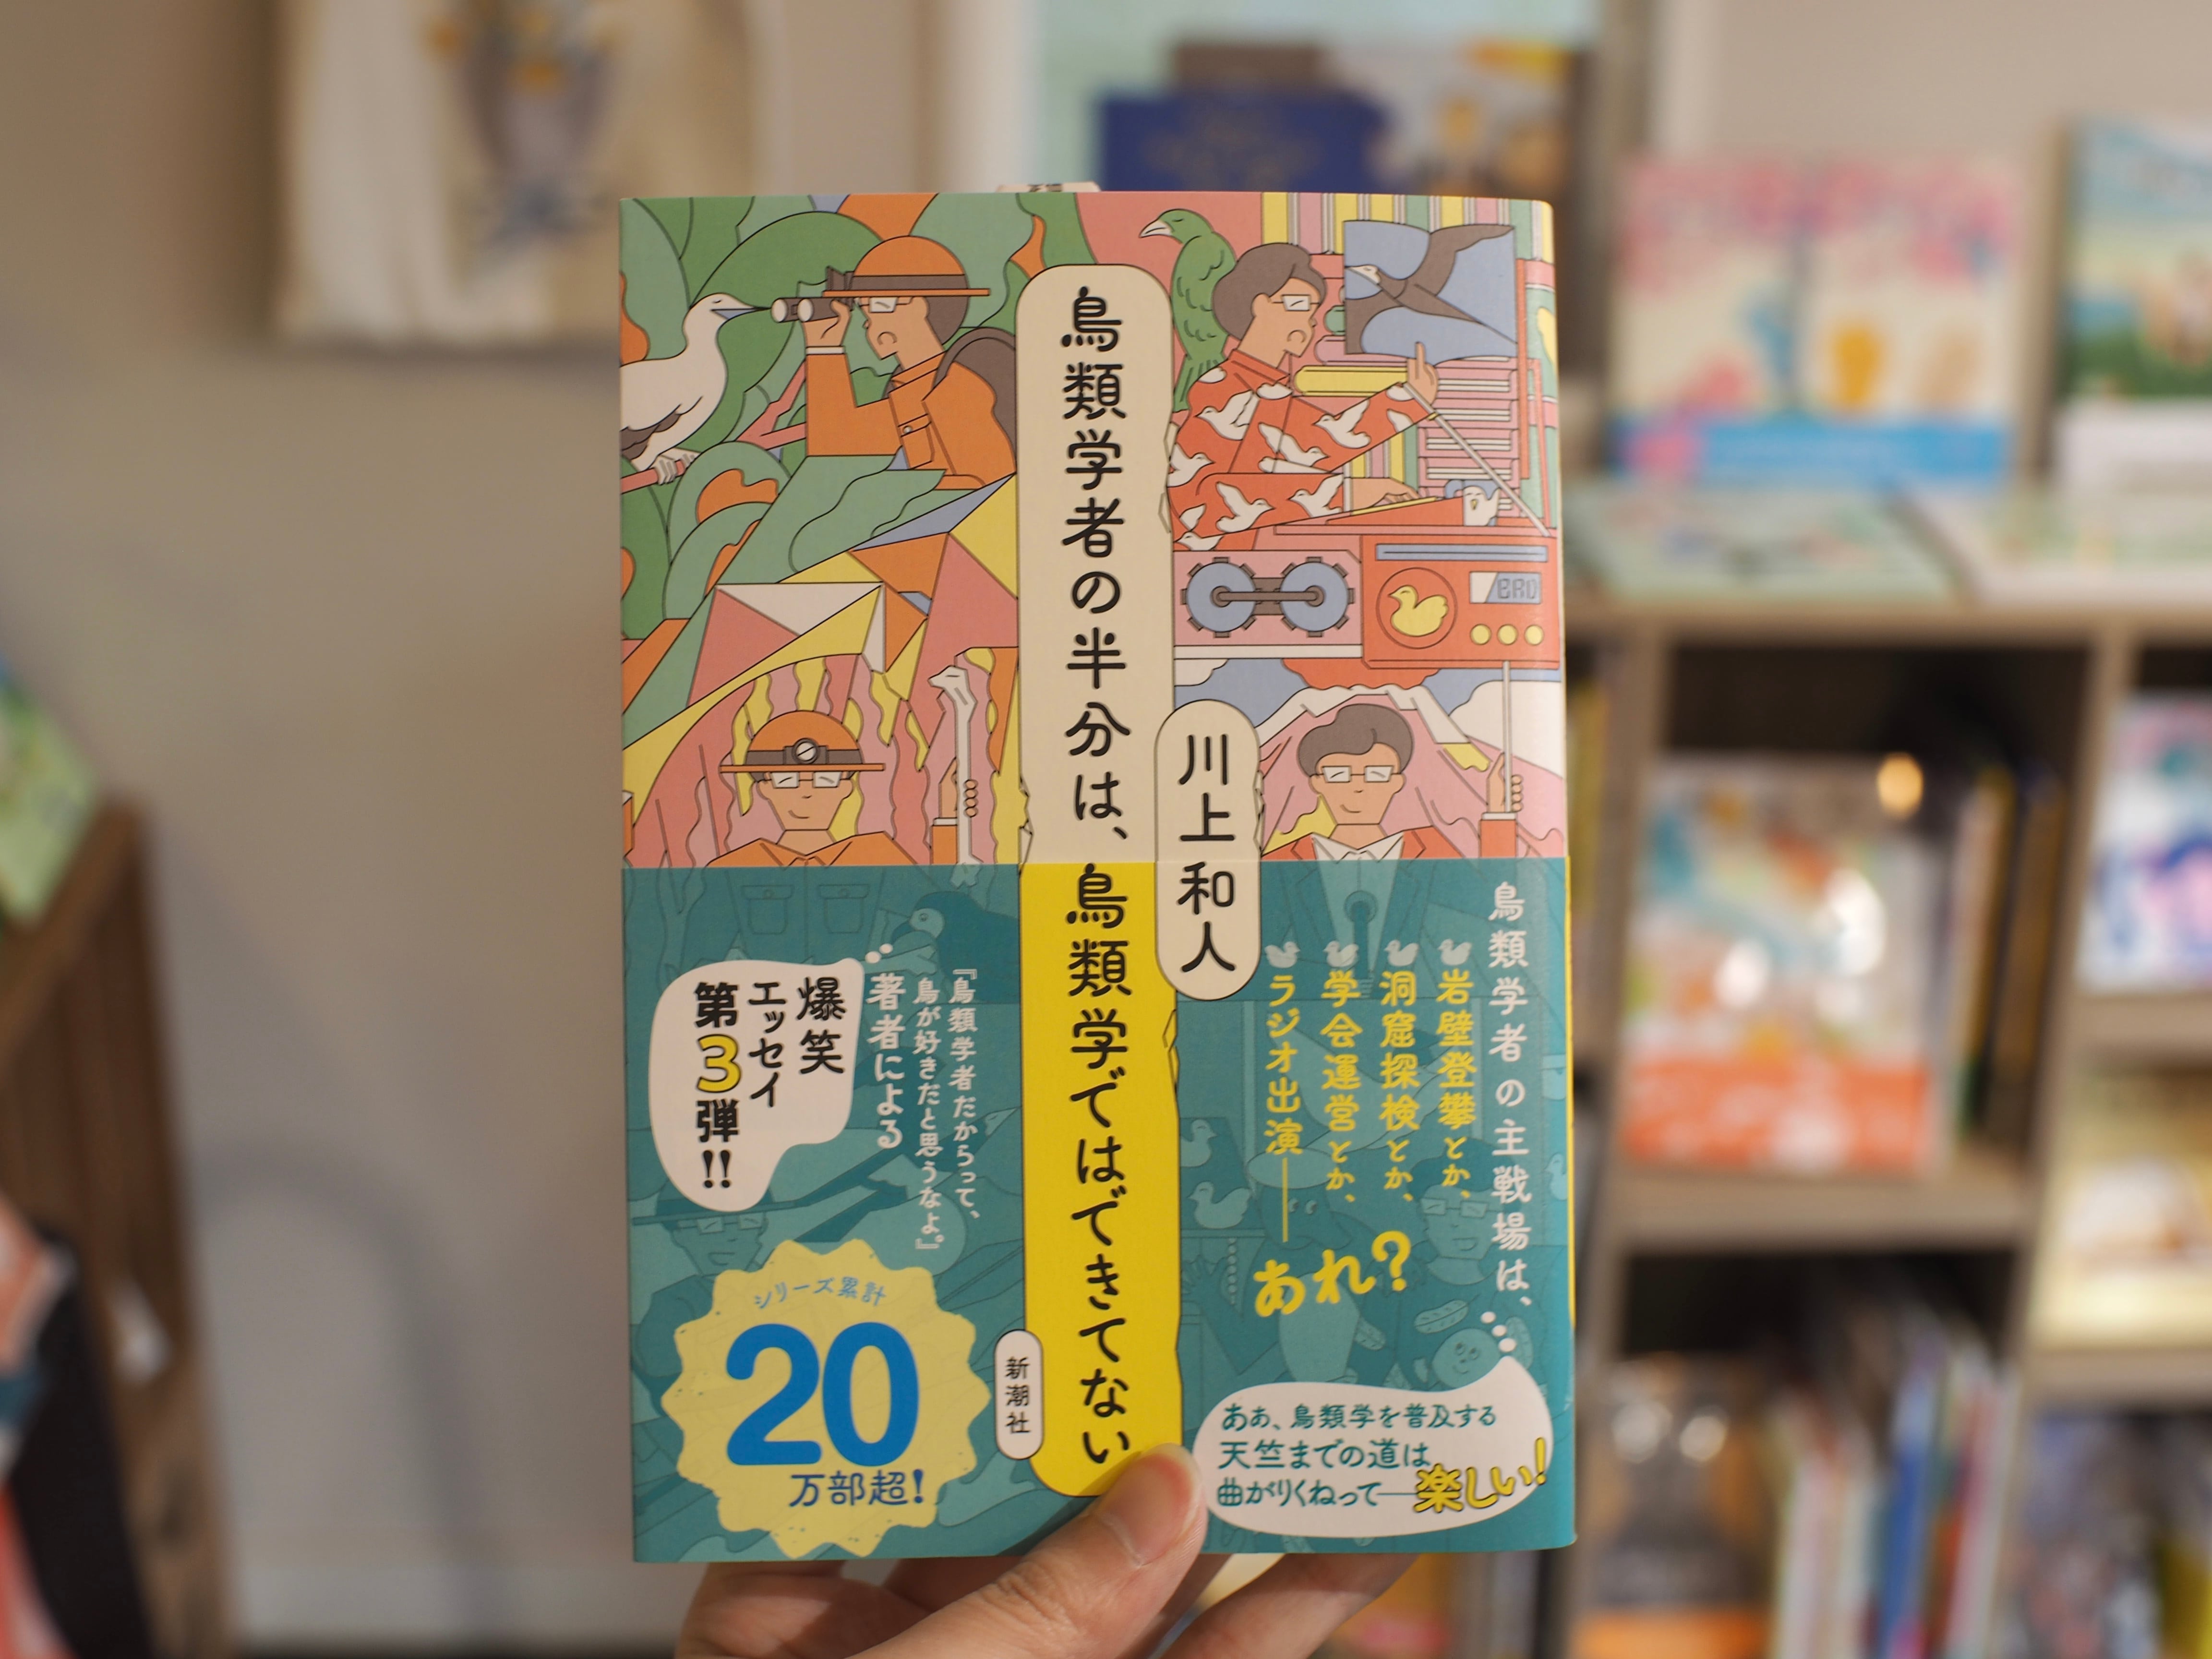 鳥類学者の半分は、鳥類学ではできてない
川上和人
BRD
鳥類学者の主戦場は、
岩壁登攀とか、
洞窟探検とか、
学会運営とか、
ラジオ出演――
あれ?
ああ、鳥類学を普及する
天竺までの道は
曲がりくねって――楽しい!
『鳥類学者だからって、
鳥が好きだと思うなよ。』
著者による
爆笑
エッセイ
第3弾!!
シリーズ累計
20
万部超!
新潮社